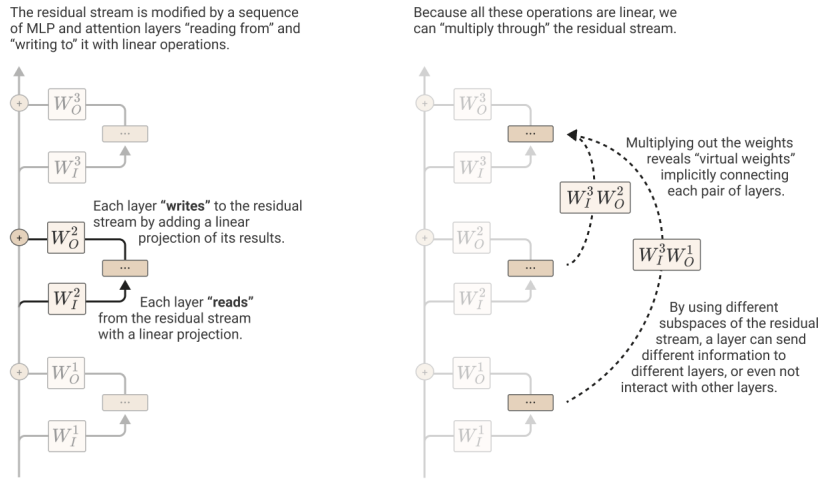 The residual stream is modified by a sequence
of MLP and attention layers “reading from” and
“writing to” it with linear operations.
+
W_O^3
...
W_I^3
Each layer “writes” to the residual
stream by adding a linear
projection of its results.
+
W_O^2
...
W_I^2
Each layer “reads”
from the residual stream
with a linear projection.
+
W_O^1
...
W_I^1
Because all these operations are linear, we
can “multiply through” the residual stream.
+
W_O^3
...
W_I^3
Multiplying out the weights
reveals “virtual weights”
implicitly connecting
each pair of layers.
W_I^3 W_O^2
+
W_O^2
...
W_I^2
W_I^3 W_O^1
By using different
subspaces of the residual
stream, a layer can send
different information to
different layers, or even not
interact with other layers.
+
W_O^1
...
W_I^1